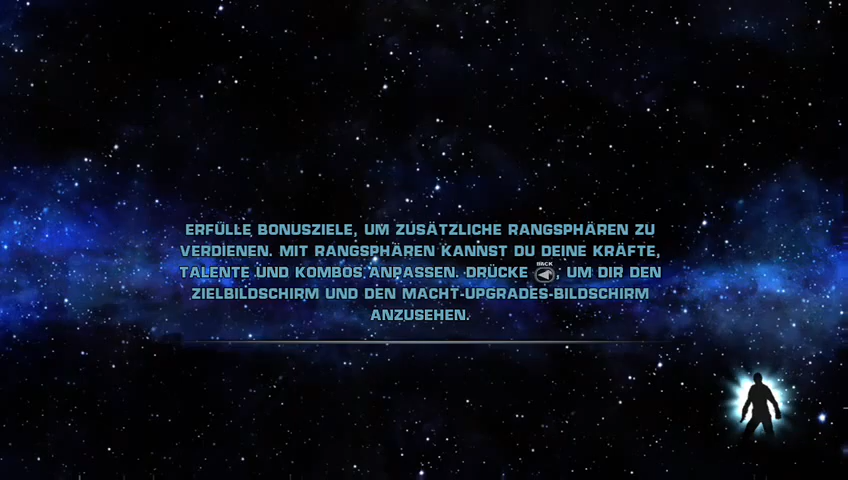 ERFÜLLE BONUSZIELE, UM ZUSÄTZLICHE RANGSPHÄREN ZU
VERDIENEN. MIT RANGSPHÄREN KANNST DU DEINE KRÄFTE,
TALENTE UND KOMBOS ANPASSEN. DRÜCKE BACK, UM DIR DEN
ZIELBILDSCHIRM UND DEN MACHT-UPGRADES-BILDSCHIRM
ANZUSEHEN.